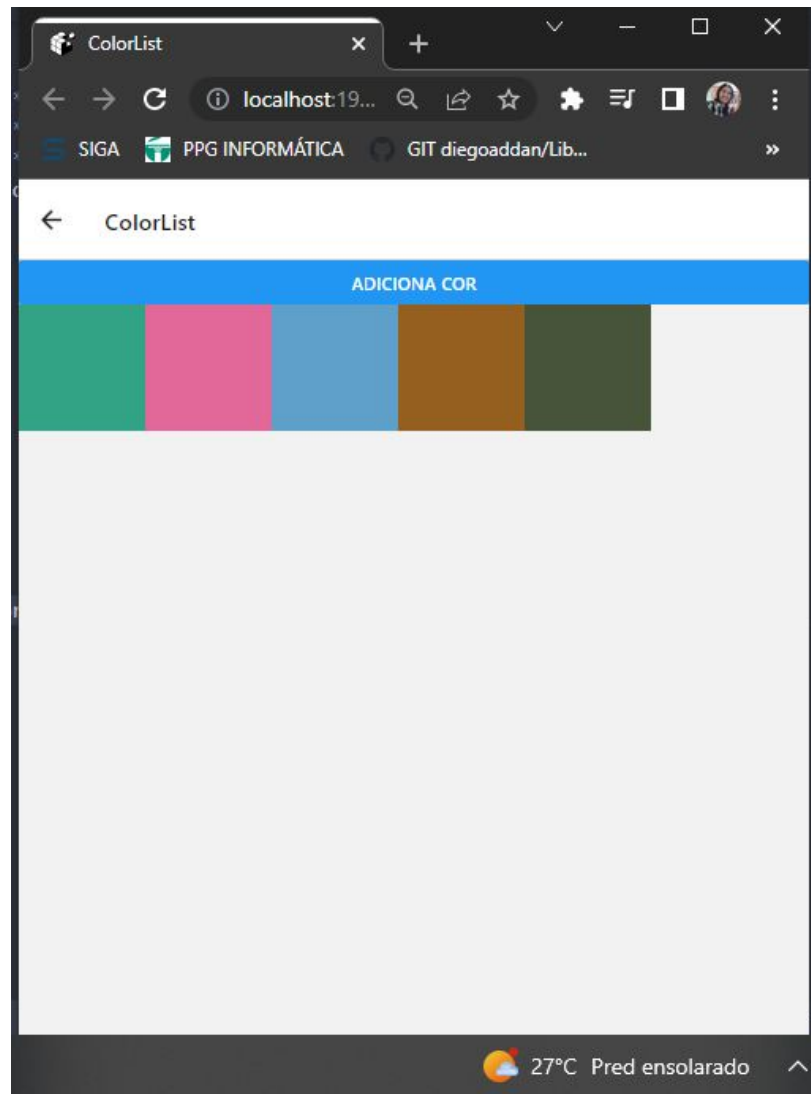 ColorList
localhost:19...
SIGA PPG INFORMÁTICA GIT diegoaddan/Lib...
ColorList
ADICIONA COR
27°C Pred ensolarado